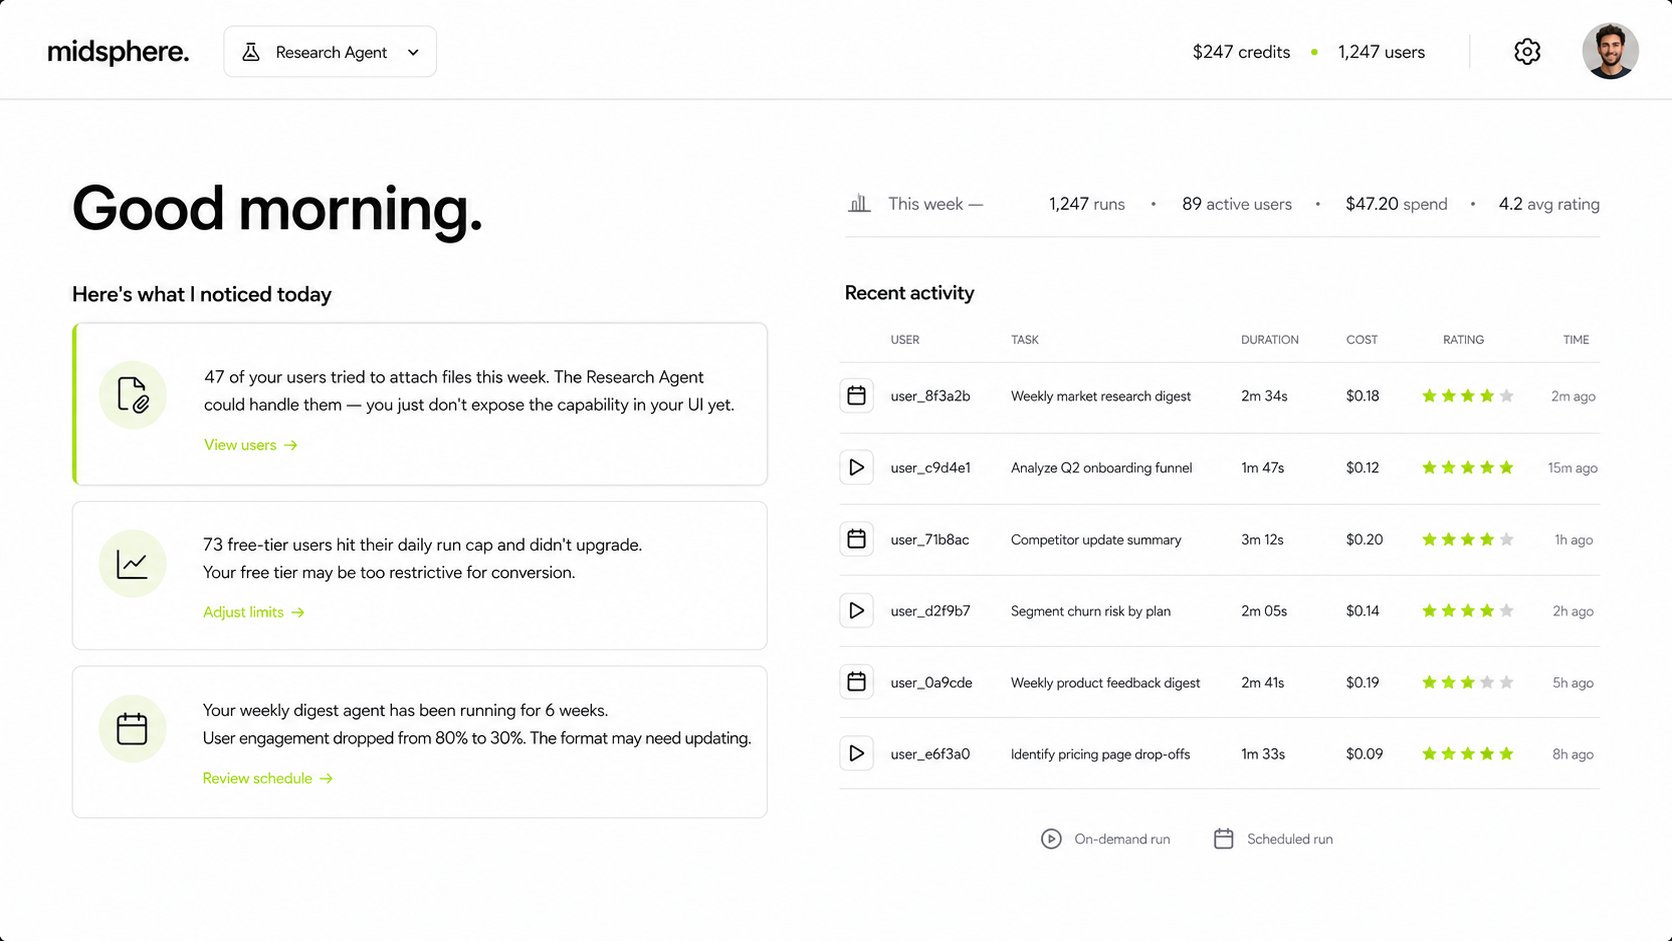 midsphere.
Research Agent
$247 credits • 1,247 users
Good morning.
Here's what I noticed today
47 of your users tried to attach files this week. The Research Agent
could handle them — you just don't expose the capability in your UI yet.
View users →
73 free-tier users hit their daily run cap and didn't upgrade.
Your free tier may be too restrictive for conversion.
Adjust limits →
Your weekly digest agent has been running for 6 weeks.
User engagement dropped from 80% to 30%. The format may need updating.
Review schedule →
This week — 1,247 runs • 89 active users • $47.20 spend • 4.2 avg rating
Recent activity
USER TASK DURATION COST RATING TIME
user_8f3a2b Weekly market research digest 2m 34s $0.18 2m ago
user_c9d4e1 Analyze Q2 onboarding funnel 1m 47s $0.12 15m ago
user_71b8ac Competitor update summary 3m 12s $0.20 1h ago
user_d2f9b7 Segment churn risk by plan 2m 05s $0.14 2h ago
user_0a9cde Weekly product feedback digest 2m 41s $0.19 5h ago
user_e6f3a0 Identify pricing page drop-offs 1m 33s $0.09 8h ago
On-demand run Scheduled run